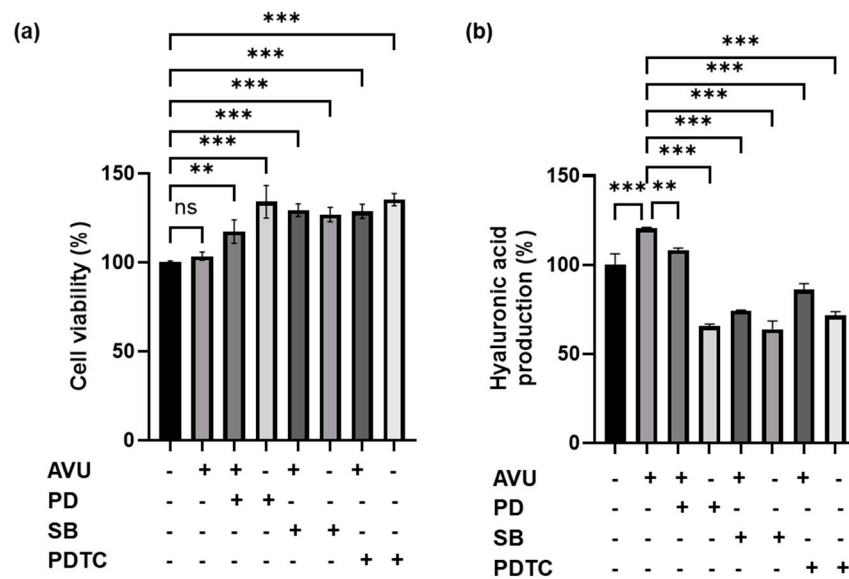 (a)
***
***
***
***
***
**
ns
150
100
50
0
Cell viability (%)
AVU - + + - + - + -
PD - - + + - - - -
SB - - - - + + - -
PDTC - - - - - - + +
(b)
***
***
***
***
***
*** **
150
100
50
0
Hyaluronic acid
production (%)
AVU - + + - + - + -
PD - - + + - - - -
SB - - - - + + - -
PDTC - - - - - - + +